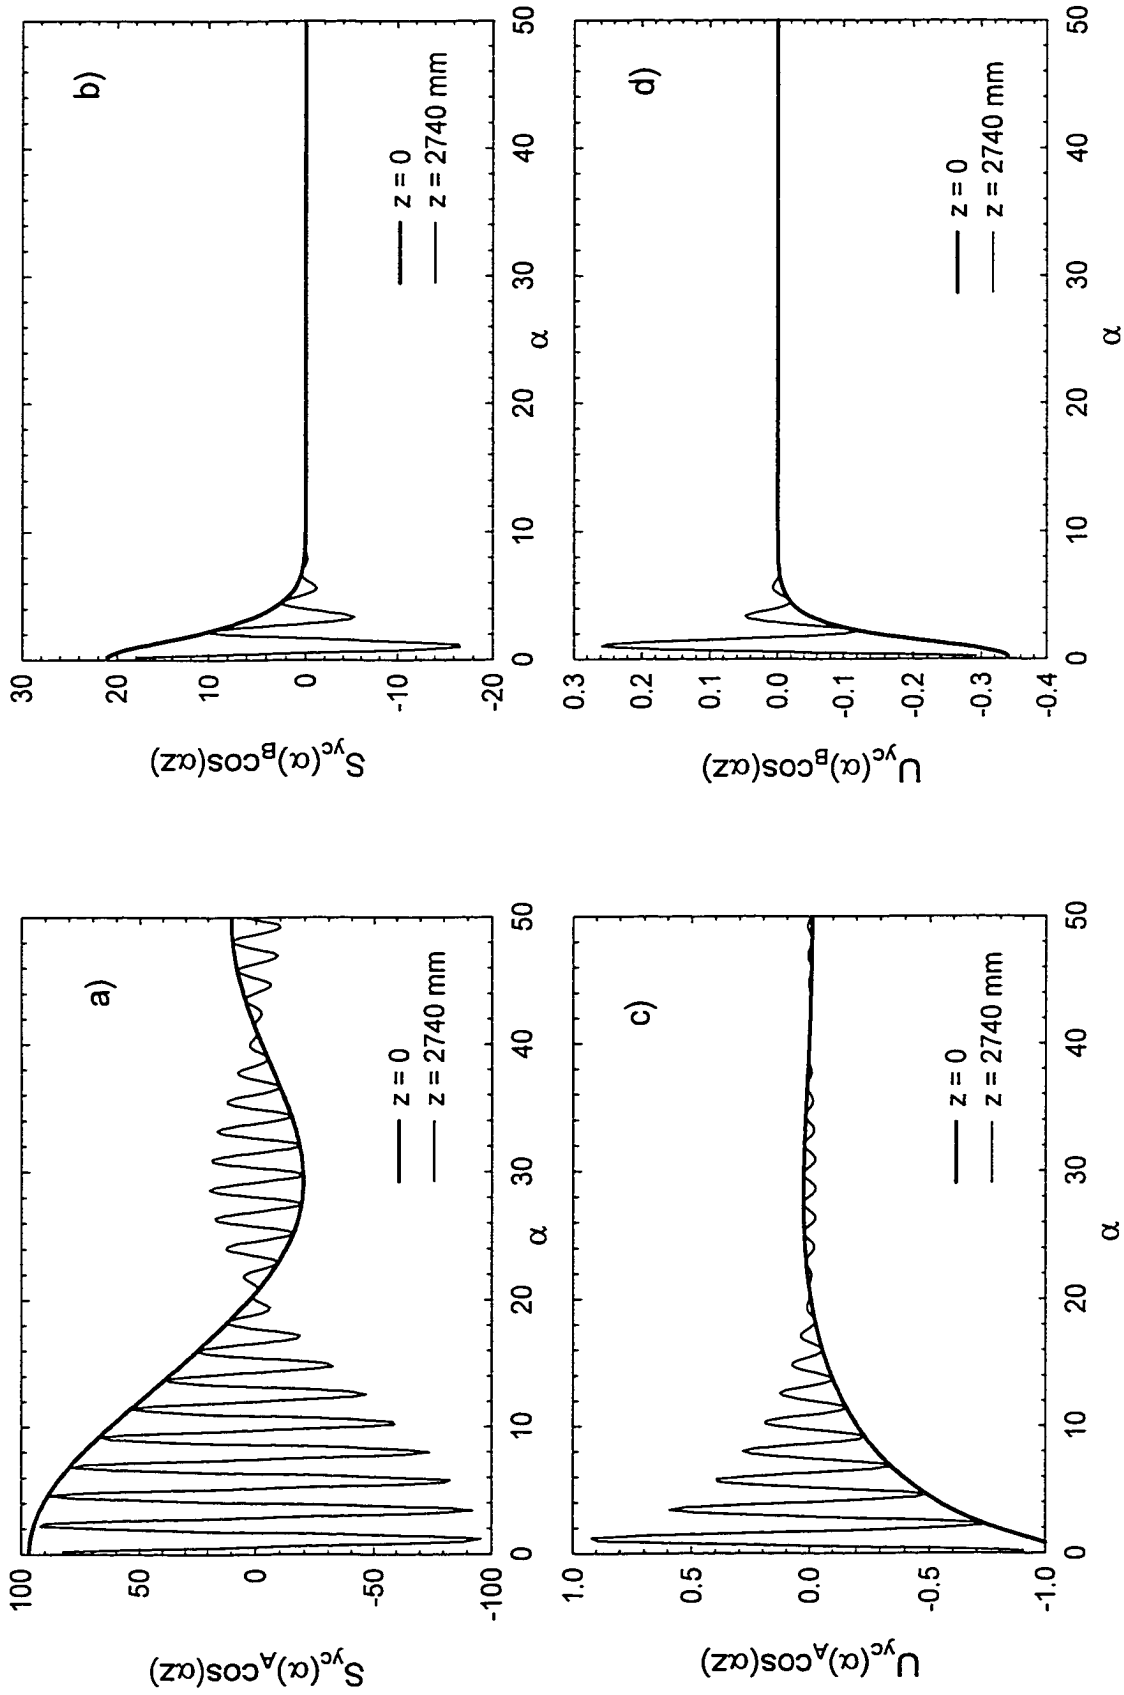 a)
100
50
0
-50
-100
S_yc(α)_A cos(αz)
z = 0
z = 2740 mm
0 10 20 30 40 50
α
b)
30
20
10
0
-10
-20
S_yc(α)_B cos(αz)
z = 0
z = 2740 mm
0 10 20 30 40 50
α
c)
1.0
0.5
0.0
-0.5
-1.0
U_yc(α)_A cos(αz)
z = 0
z = 2740 mm
0 10 20 30 40 50
α
d)
0.3
0.2
0.1
0.0
-0.1
-0.2
-0.3
-0.4
U_yc(α)_B cos(αz)
z = 0
z = 2740 mm
0 10 20 30 40 50
α